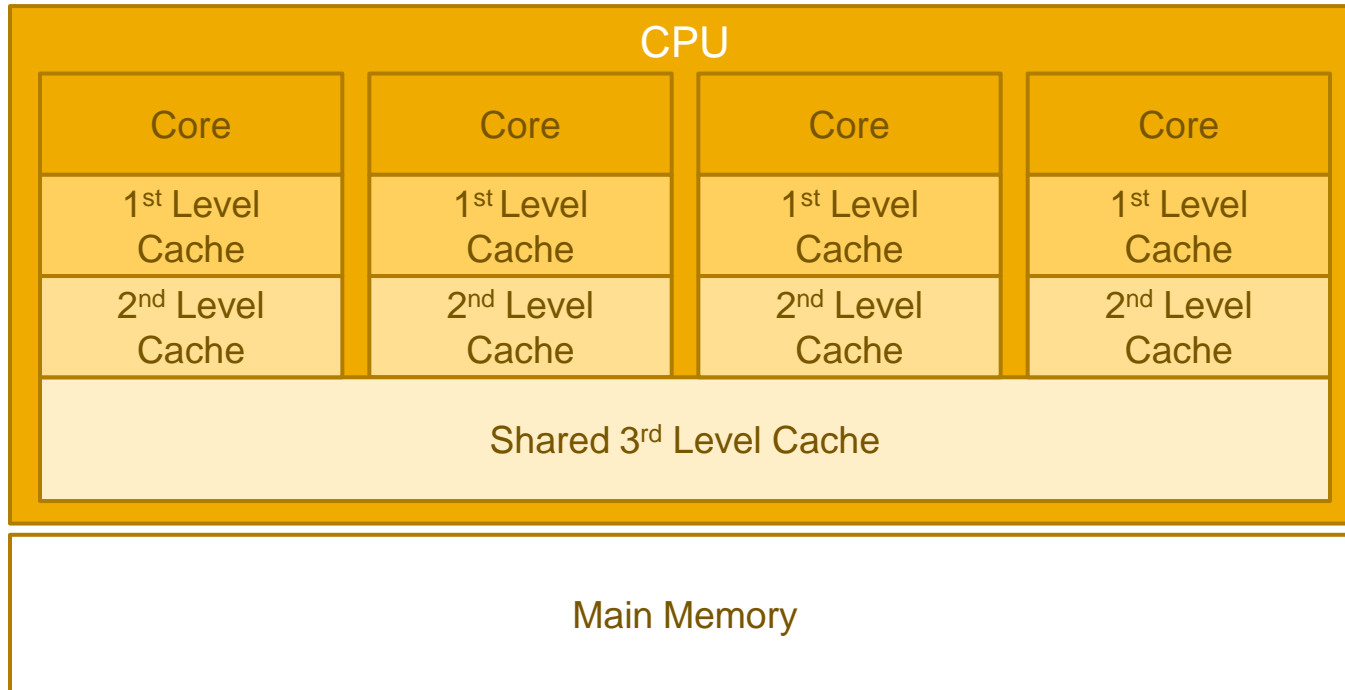 CPU
Core
Core
Core
Core
1st Level
Cache
1st Level
Cache
1st Level
Cache
1st Level
Cache
2nd Level
Cache
2nd Level
Cache
2nd Level
Cache
2nd Level
Cache
Shared 3rd Level Cache
Main Memory